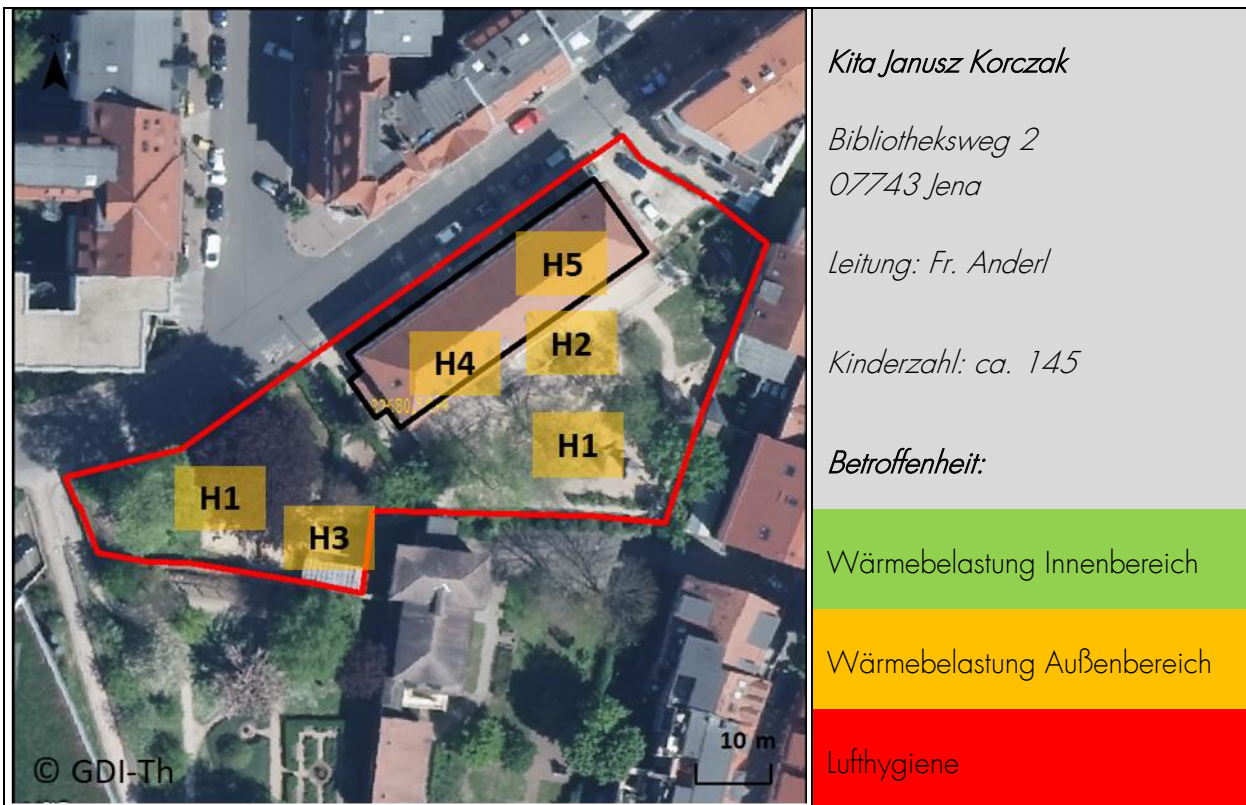 N
H5
H2
H4
H1
H1
H3
10 m
© GDI-Th
Kita Janusz Korczak
Bibliotheksweg 2
07743 Jena
Leitung: Fr. Anderl
Kinderzahl: ca. 145
Betroffenheit:
Wärmebelastung Innenbereich
Wärmebelastung Außenbereich
Lufthygiene